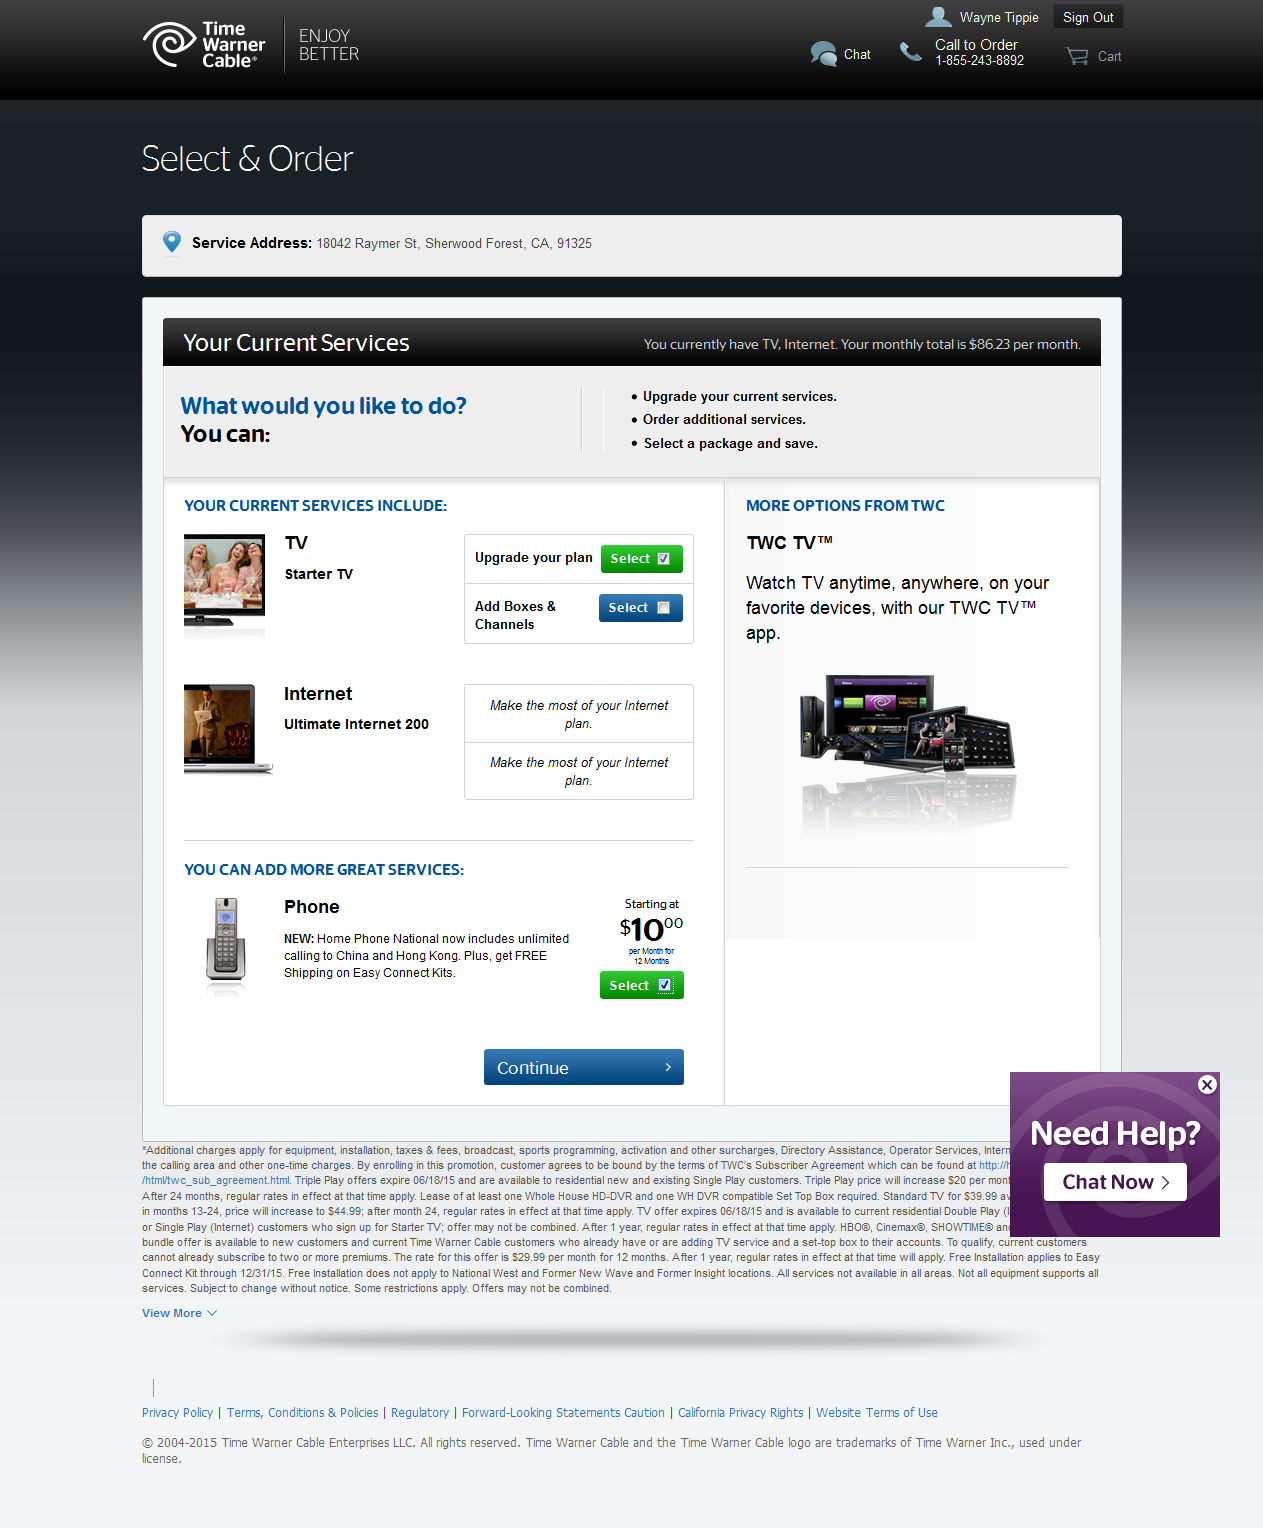 Time Warner Cable®
ENJOY BETTER
Wayne Tippie
Sign Out
Chat
Call to Order
1-855-243-8892
Cart
Select & Order
Service Address: 18042 Raymer St, Sherwood Forest, CA, 91325
Your Current Services
You currently have TV, Internet. Your monthly total is $86.23 per month.
What would you like to do?
You can:
• Upgrade your current services.
• Order additional services.
• Select a package and save.
YOUR CURRENT SERVICES INCLUDE:
TV
Starter TV
Upgrade your plan
Select
Add Boxes &
Channels
Select
Internet
Ultimate Internet 200
Make the most of your Internet
plan.
Make the most of your Internet
plan.
YOU CAN ADD MORE GREAT SERVICES:
Phone
NEW: Home Phone National now includes unlimited
calling to China and Hong Kong. Plus, get FREE
Shipping on Easy Connect Kits.
Starting at
$10 00
per Month for
12 Months
Select
Continue
MORE OPTIONS FROM TWC
TWC TV™
Watch TV anytime, anywhere, on your
favorite devices, with our TWC TV™
app.
Need Help?
Chat Now
*Additional charges apply for equipment, installation, taxes & fees, broadcast, sports programming, activation and other surcharges, Directory Assistance, Operator Services,
the calling area and other one-time charges. By enrolling in this promotion, customer agrees to be bound by the terms of TWC's Subscriber Agreement which can be found at
/html/twc_sub_agreement.html. Triple Play offers expire 06/18/15 and are available to residential new and existing Single Play customers. Triple Play price will increase $20 per
After 24 months, regular rates in effect at that time apply. Lease of at least one Whole House HD-DVR and one WH DVR compatible Set Top Box required. Standard TV for $39.99
in months 13-24, price will increase to $44.99; after month 24, regular rates in effect at that time apply. TV offer expires 06/18/15 and is available to current residential Double Play
or Single Play (Internet) customers who sign up for Starter TV; offer may not be combined. After 1 year, regular rates in effect at that time apply. HBO®, Cinemax®, SHOWTIME®
bundle offer is available to new customers and current Time Warner Cable customers who already have or are adding TV service and a set-top box to their accounts. To qualify, current customers
cannot already subscribe to two or more premiums. The rate for this offer is $29.99 per month for 12 months. After 1 year, regular rates in effect at that time will apply. Free Installation applies to Easy
Connect Kit through 12/31/15. Free Installation does not apply to National West and Former New Wave and Former Insight locations. All services not available in all areas. Not all equipment supports all
services. Subject to change without notice. Some restrictions apply. Offers may not be combined.
View More
Privacy Policy | Terms, Conditions & Policies | Regulatory | Forward-Looking Statements Caution | California Privacy Rights | Website Terms of Use
© 2004-2015 Time Warner Cable Enterprises LLC. All rights reserved. Time Warner Cable and the Time Warner Cable logo are trademarks of Time Warner Inc., used under
license.